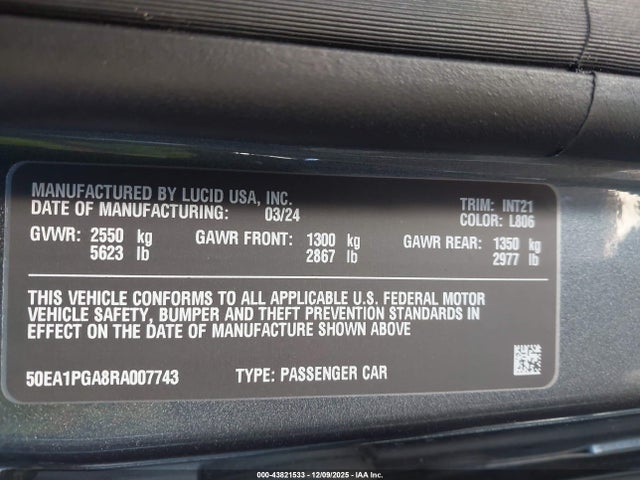 MANUFACTURED BY LUCID USA, INC.
DATE OF MANUFACTURING: 03/24
TRIM: INT21
COLOR: L806
GVWR: 2550 kg GAWR FRONT: 1300 kg GAWR REAR: 1350 kg
5623 lb 2867 lb 2977 lb
THIS VEHICLE CONFORMS TO ALL APPLICABLE U.S. FEDERAL MOTOR
VEHICLE SAFETY, BUMPER AND THEFT PREVENTION STANDARDS IN
EFFECT ON THE DATE OF MANUFACTURE SHOWN ABOVE
50EA1PGA8RA007743 TYPE: PASSENGER CAR
00-43821533 - 12/09/2025 - IAA Inc.